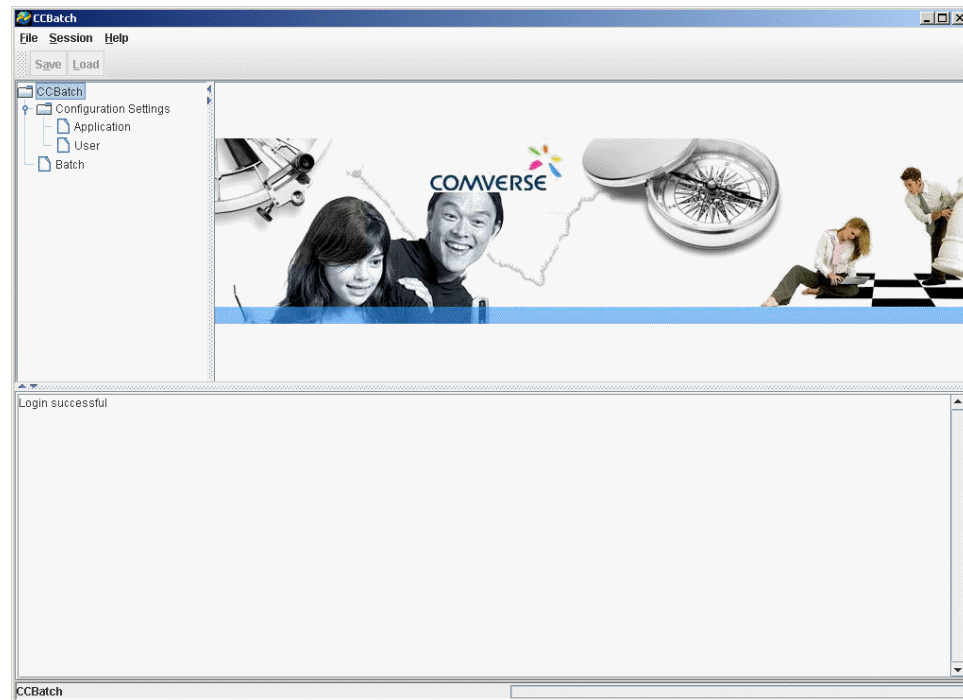 CCBatch
File Session Help
Save Load
CCBatch
Configuration Settings
Application
User
Batch
COMVERSE
Login successful
CCBatch